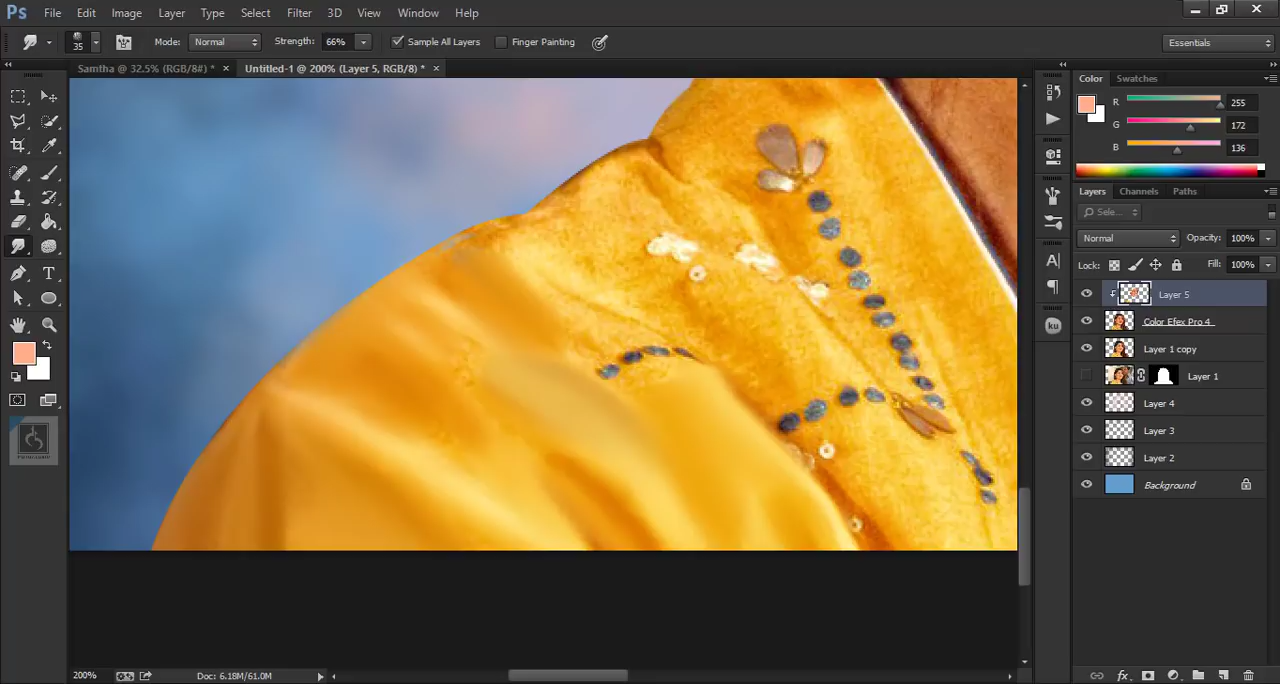 Ps File Edit Image Layer Type Select Filter 3D View Window Help
35 Mode: Normal Strength: 66% Sample All Layers Finger Painting Essentials
Samtha @ 32.5% (RGB/8#) * × Untitled-1 @ 200% (Layer 5, RGB/8) * ×
Color Swatches
R 255
G 172
B 136
Layers Channels Paths
Sele...
Normal Opacity: 100%
Lock: Fill: 100%
Layer 5
Color Efex Pro 4
Layer 1 copy
Layer 1
Layer 4
Layer 3
Layer 2
Background
ku
200% Doc: 6.18M/61.0M
fx